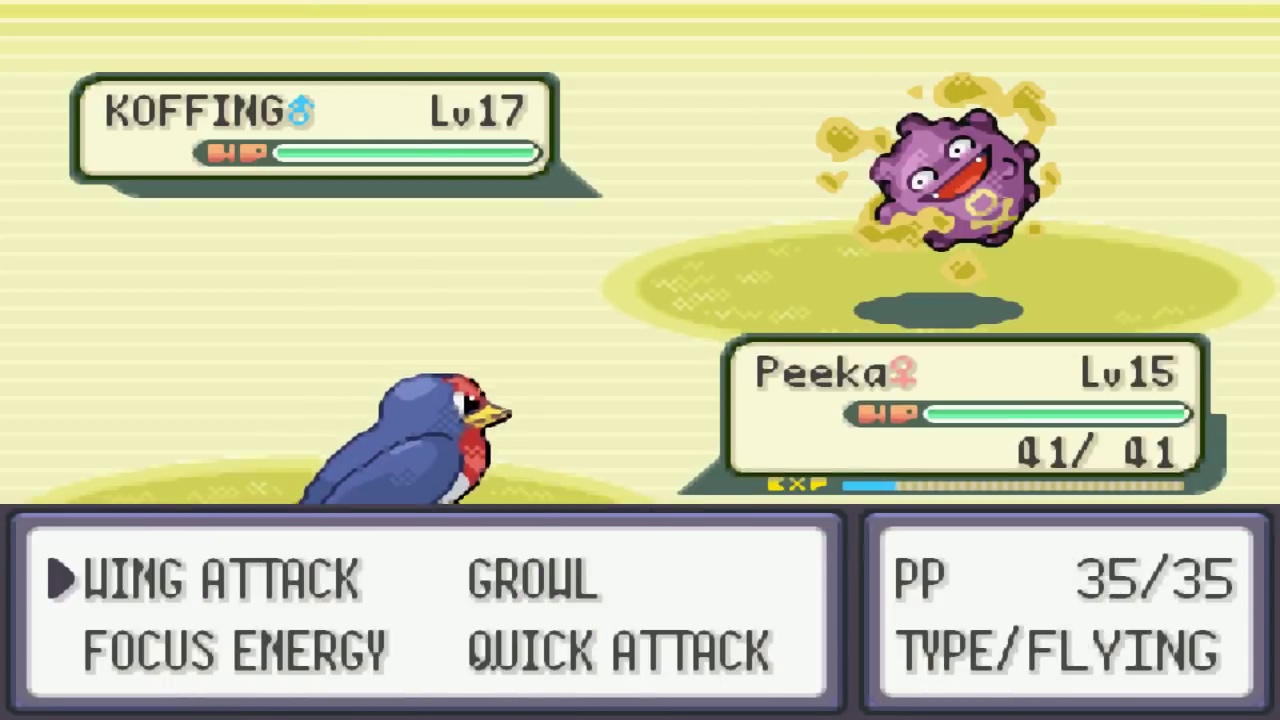 KOFFING♂ Lv17
HP
Peeka♀ Lv15
HP
41/ 41
EXP
WING ATTACK GROWL
FOCUS ENERGY QUICK ATTACK
PP 35/35
TYPE/FLYING